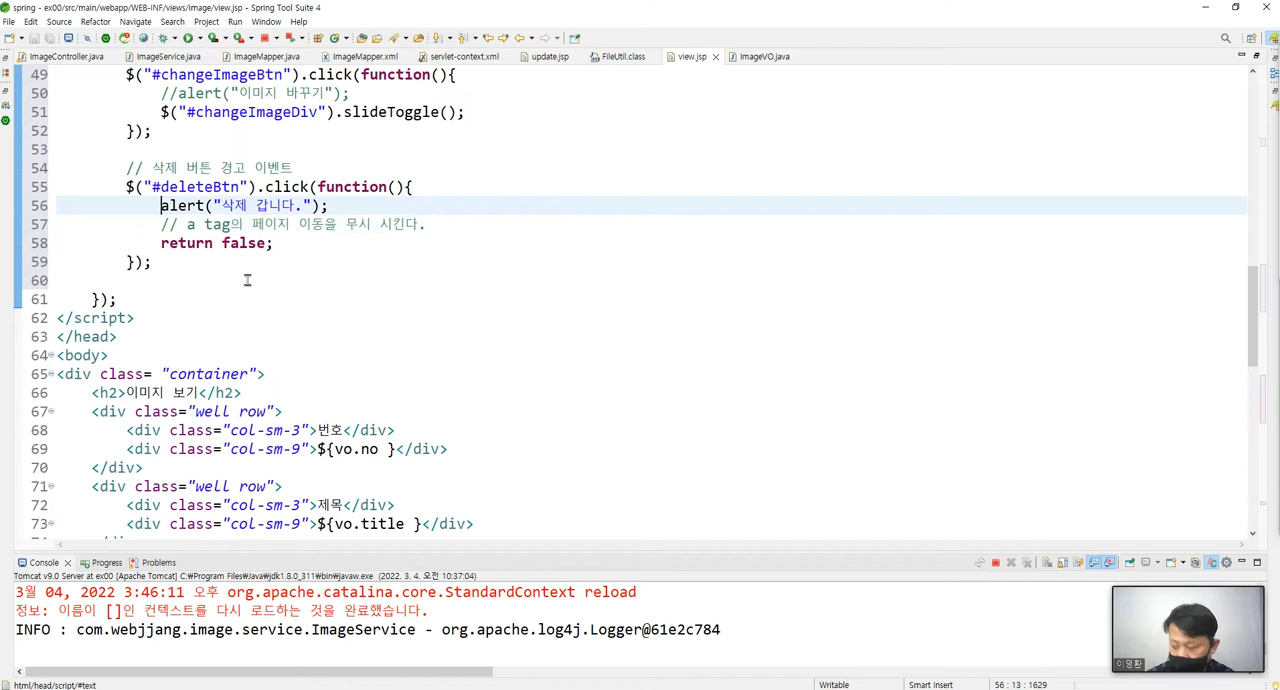 spring - ex00/src/main/webapp/WEB-INF/views/image/view.jsp - Spring Tool Suite 4
File Edit Source Refactor Navigate Search Project Run Window Help
ImageController.java ImageService.java ImageMapper.java ImageMapper.xml servlet-context.xml update.jsp FileUtil.class view.jsp ImageVO.java
49 $("#changeImageBtn").click(function(){
50 //alert("이미지 바꾸기");
51 $("#changeImageDiv").slideToggle();
52 });
53
54 // 삭제 버튼 경고 이벤트
55 $("#deleteBtn").click(function(){
56 alert("삭제 갑니다.");
57 // a tag의 페이지 이동을 무시 시킨다.
58 return false;
59 });
60
61 });
62 </script>
63 </head>
64 <body>
65 <div class= "container">
66 <h2>이미지 보기</h2>
67 <div class="well row">
68 <div class="col-sm-3">번호</div>
69 <div class="col-sm-9">${vo.no }</div>
70 </div>
71 <div class="well row">
72 <div class="col-sm-3">제목</div>
73 <div class="col-sm-9">${vo.title }</div>
Console Progress Problems
Tomcat v9.0 Server at ex00 [Apache Tomcat] C:₩Program Files₩Java₩jdk1.8.0_311₩bin₩javaw.exe (2022. 3. 4. 오전 10:37:04)
3월 04, 2022 3:46:11 오후 org.apache.catalina.core.StandardContext reload
정보: 이름이 []인 컨텍스트를 다시 로드하는 것을 완료했습니다.
INFO : com.webjjang.image.service.ImageService - org.apache.log4j.Logger@61e2c784
이영환
html/head/script/#text Writable Smart Insert 56 : 13 : 1629